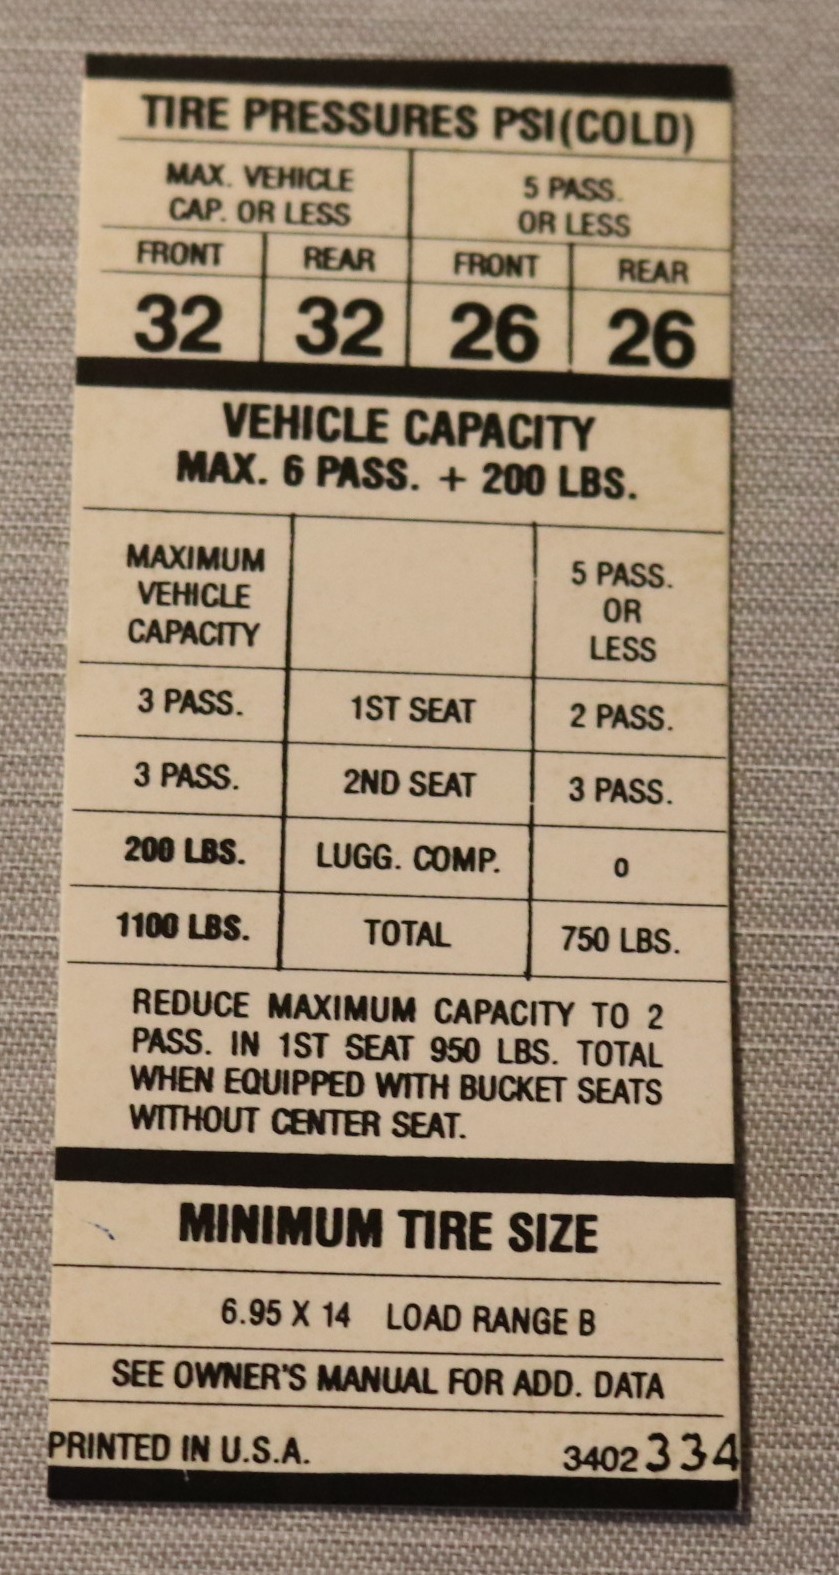 TIRE PRESSURES PSI(COLD)
MAX. VEHICLE
CAP. OR LESS
5 PASS.
OR LESS
FRONT REAR FRONT REAR
32 32 26 26
VEHICLE CAPACITY
MAX. 6 PASS. + 200 LBS.
MAXIMUM
VEHICLE
CAPACITY
5 PASS.
OR
LESS
3 PASS. 1ST SEAT 2 PASS.
3 PASS. 2ND SEAT 3 PASS.
200 LBS. LUGG. COMP. 0
1100 LBS. TOTAL 750 LBS.
REDUCE MAXIMUM CAPACITY TO 2
PASS. IN 1ST SEAT 950 LBS. TOTAL
WHEN EQUIPPED WITH BUCKET SEATS
WITHOUT CENTER SEAT.
MINIMUM TIRE SIZE
6.95 X 14 LOAD RANGE B
SEE OWNER'S MANUAL FOR ADD. DATA
PRINTED IN U.S.A. 3402334